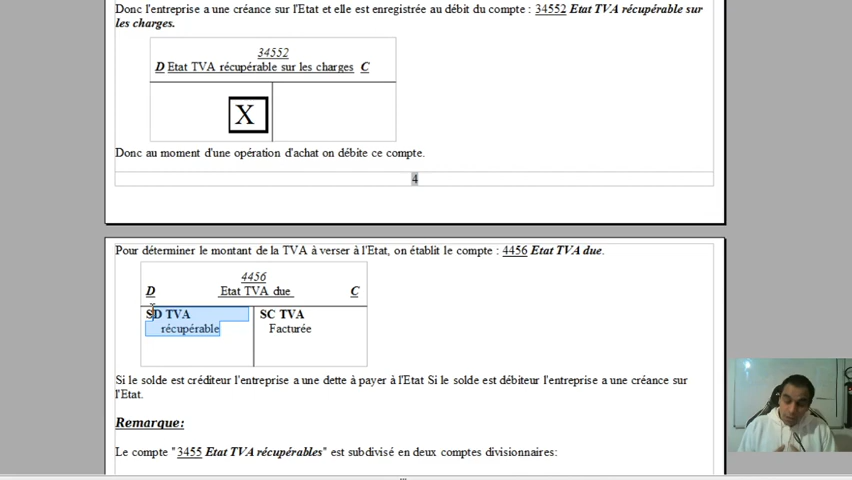 Donc l'entreprise a une créance sur l'Etat et elle est enregistrée au débit du compte : 34552 Etat TVA récupérable sur
les charges.
34552
D Etat TVA récupérable sur les charges C
X
Donc au moment d'une opération d'achat on débite ce compte.
4
Pour déterminer le montant de la TVA à verser à l'Etat, on établit le compte : 4456 Etat TVA due.
4456
D Etat TVA due C
SD TVA SC TVA
récupérable Facturée
Si le solde est créditeur l'entreprise a une dette à payer à l'Etat Si le solde est débiteur l'entreprise a une créance sur
l'Etat.
Remarque:
Le compte "3455 Etat TVA récupérables" est subdivisé en deux comptes divisionnaires: